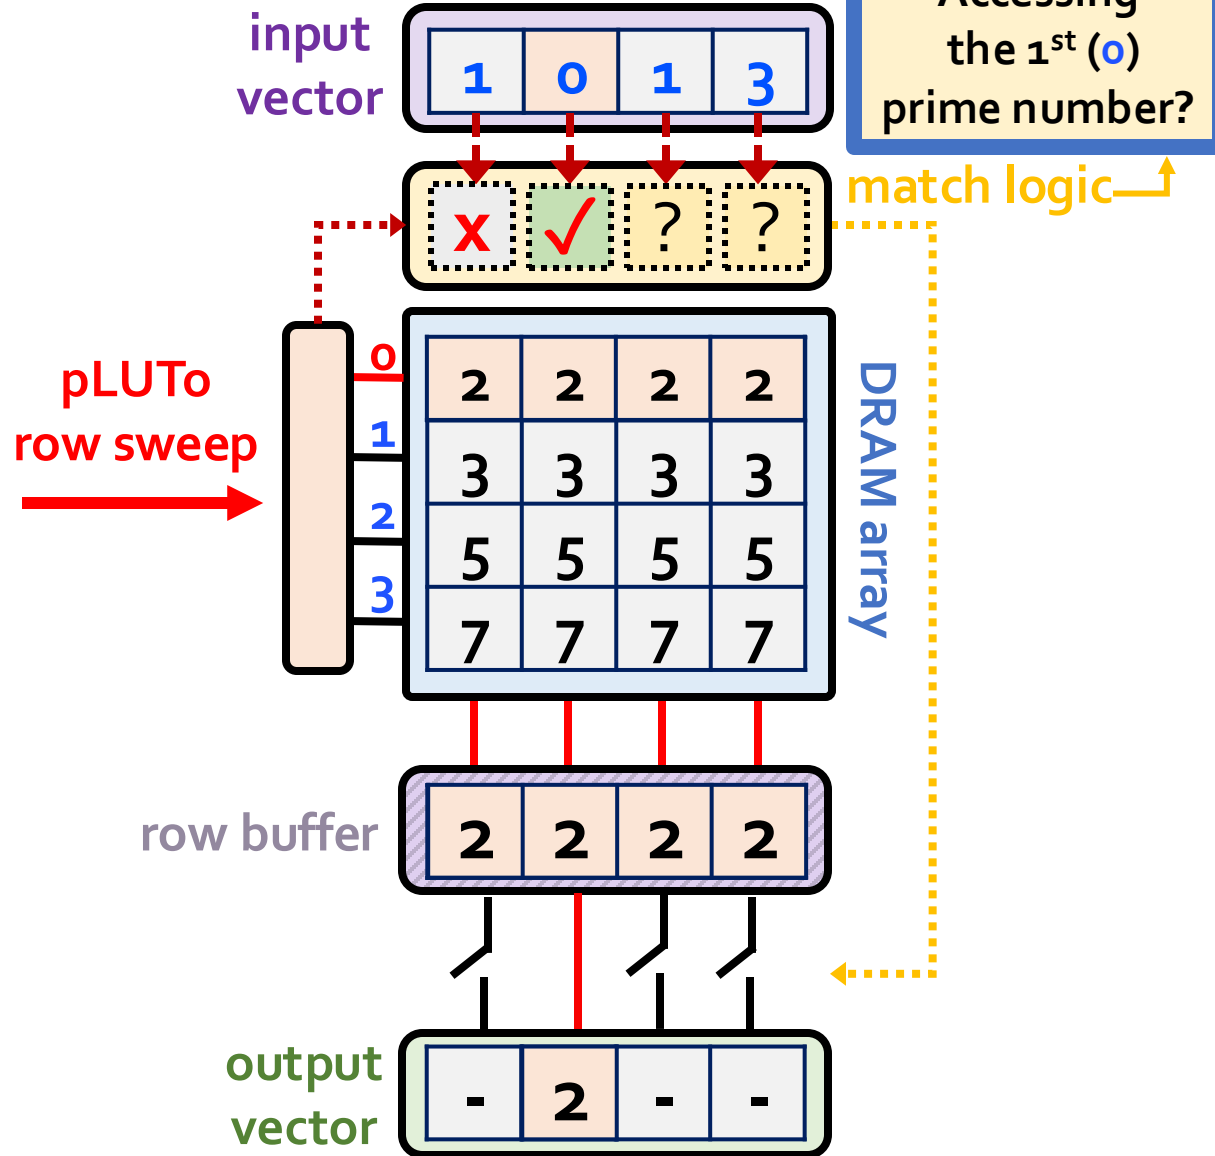 input
vector
1 0 1 3
Accessing
the 1st (0)
prime number?
match logic
x ✓ ? ?
pLUTo
row sweep
0
1
2
3
2 2 2 2
3 3 3 3
5 5 5 5
7 7 7 7
DRAM array
row buffer
2 2 2 2
output
vector
- 2 - -